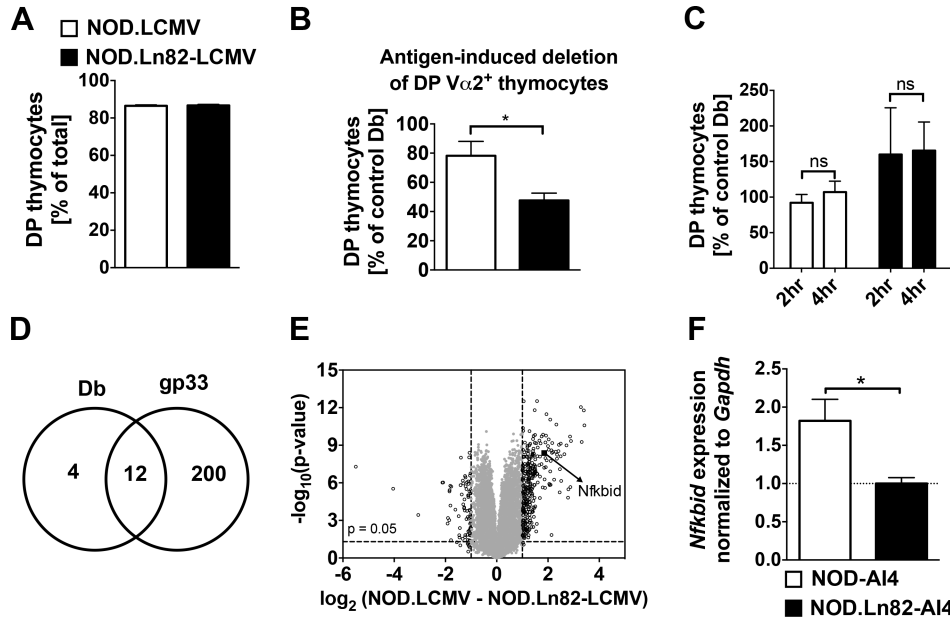 A
NOD.LCMV
NOD.Ln82-LCMV
DP thymocytes
[% of total]
100
80
60
40
20
0
B
Antigen-induced deletion
of DP Vα2+ thymocytes
DP thymocytes
[% of control Db]
100
80
60
40
20
0
*
C
DP thymocytes
[% of control Db]
250
200
150
100
50
0
ns
ns
2hr
4hr
2hr
4hr
D
Db
gp33
4
12
200
E
-log10(p-value)
15
12
9
6
3
0
p = 0.05
Nfkbid
-6
-4
-2
0
2
4
log2 (NOD.LCMV - NOD.Ln82-LCMV)
F
Nfkbid expression
normalized to Gapdh
2.5
2.0
1.5
1.0
0.5
0.0
*
NOD-AI4
NOD.Ln82-AI4